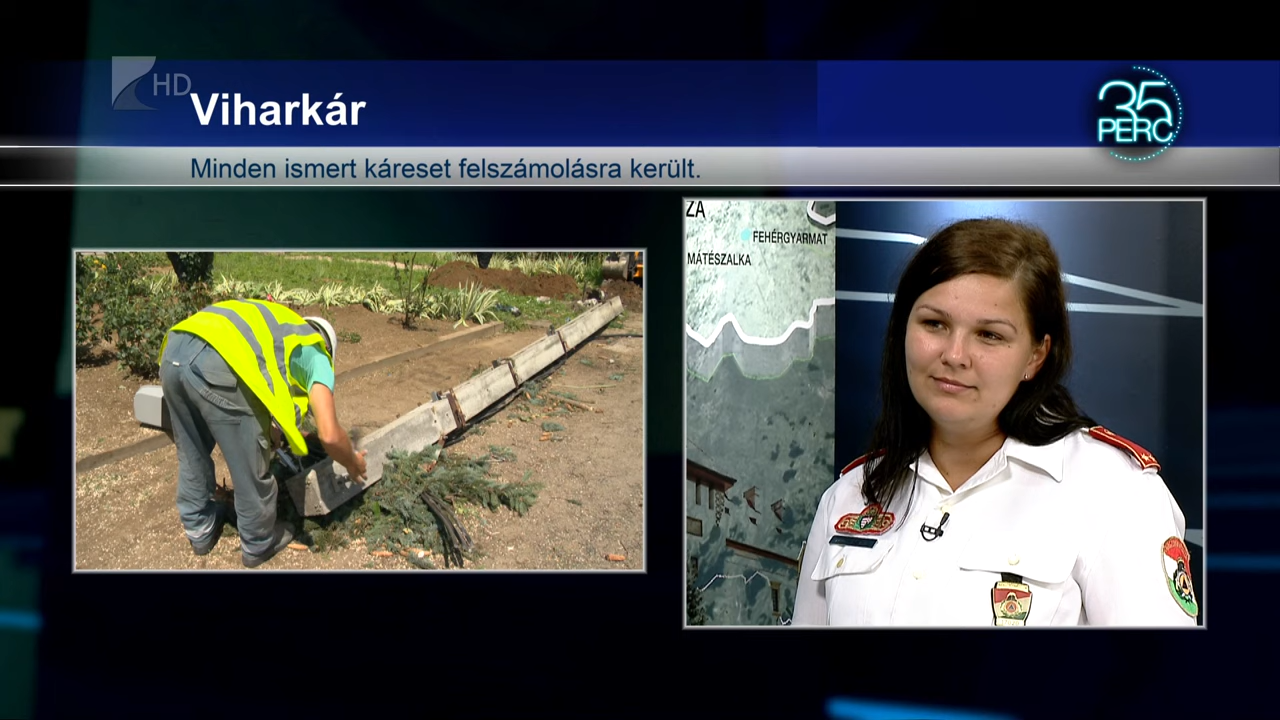 HD
Viharkár
35
PERC
Minden ismert káreset felszámolásra került.
ZA
FEHÉRGYARMAT
MÁTÉSZALKA